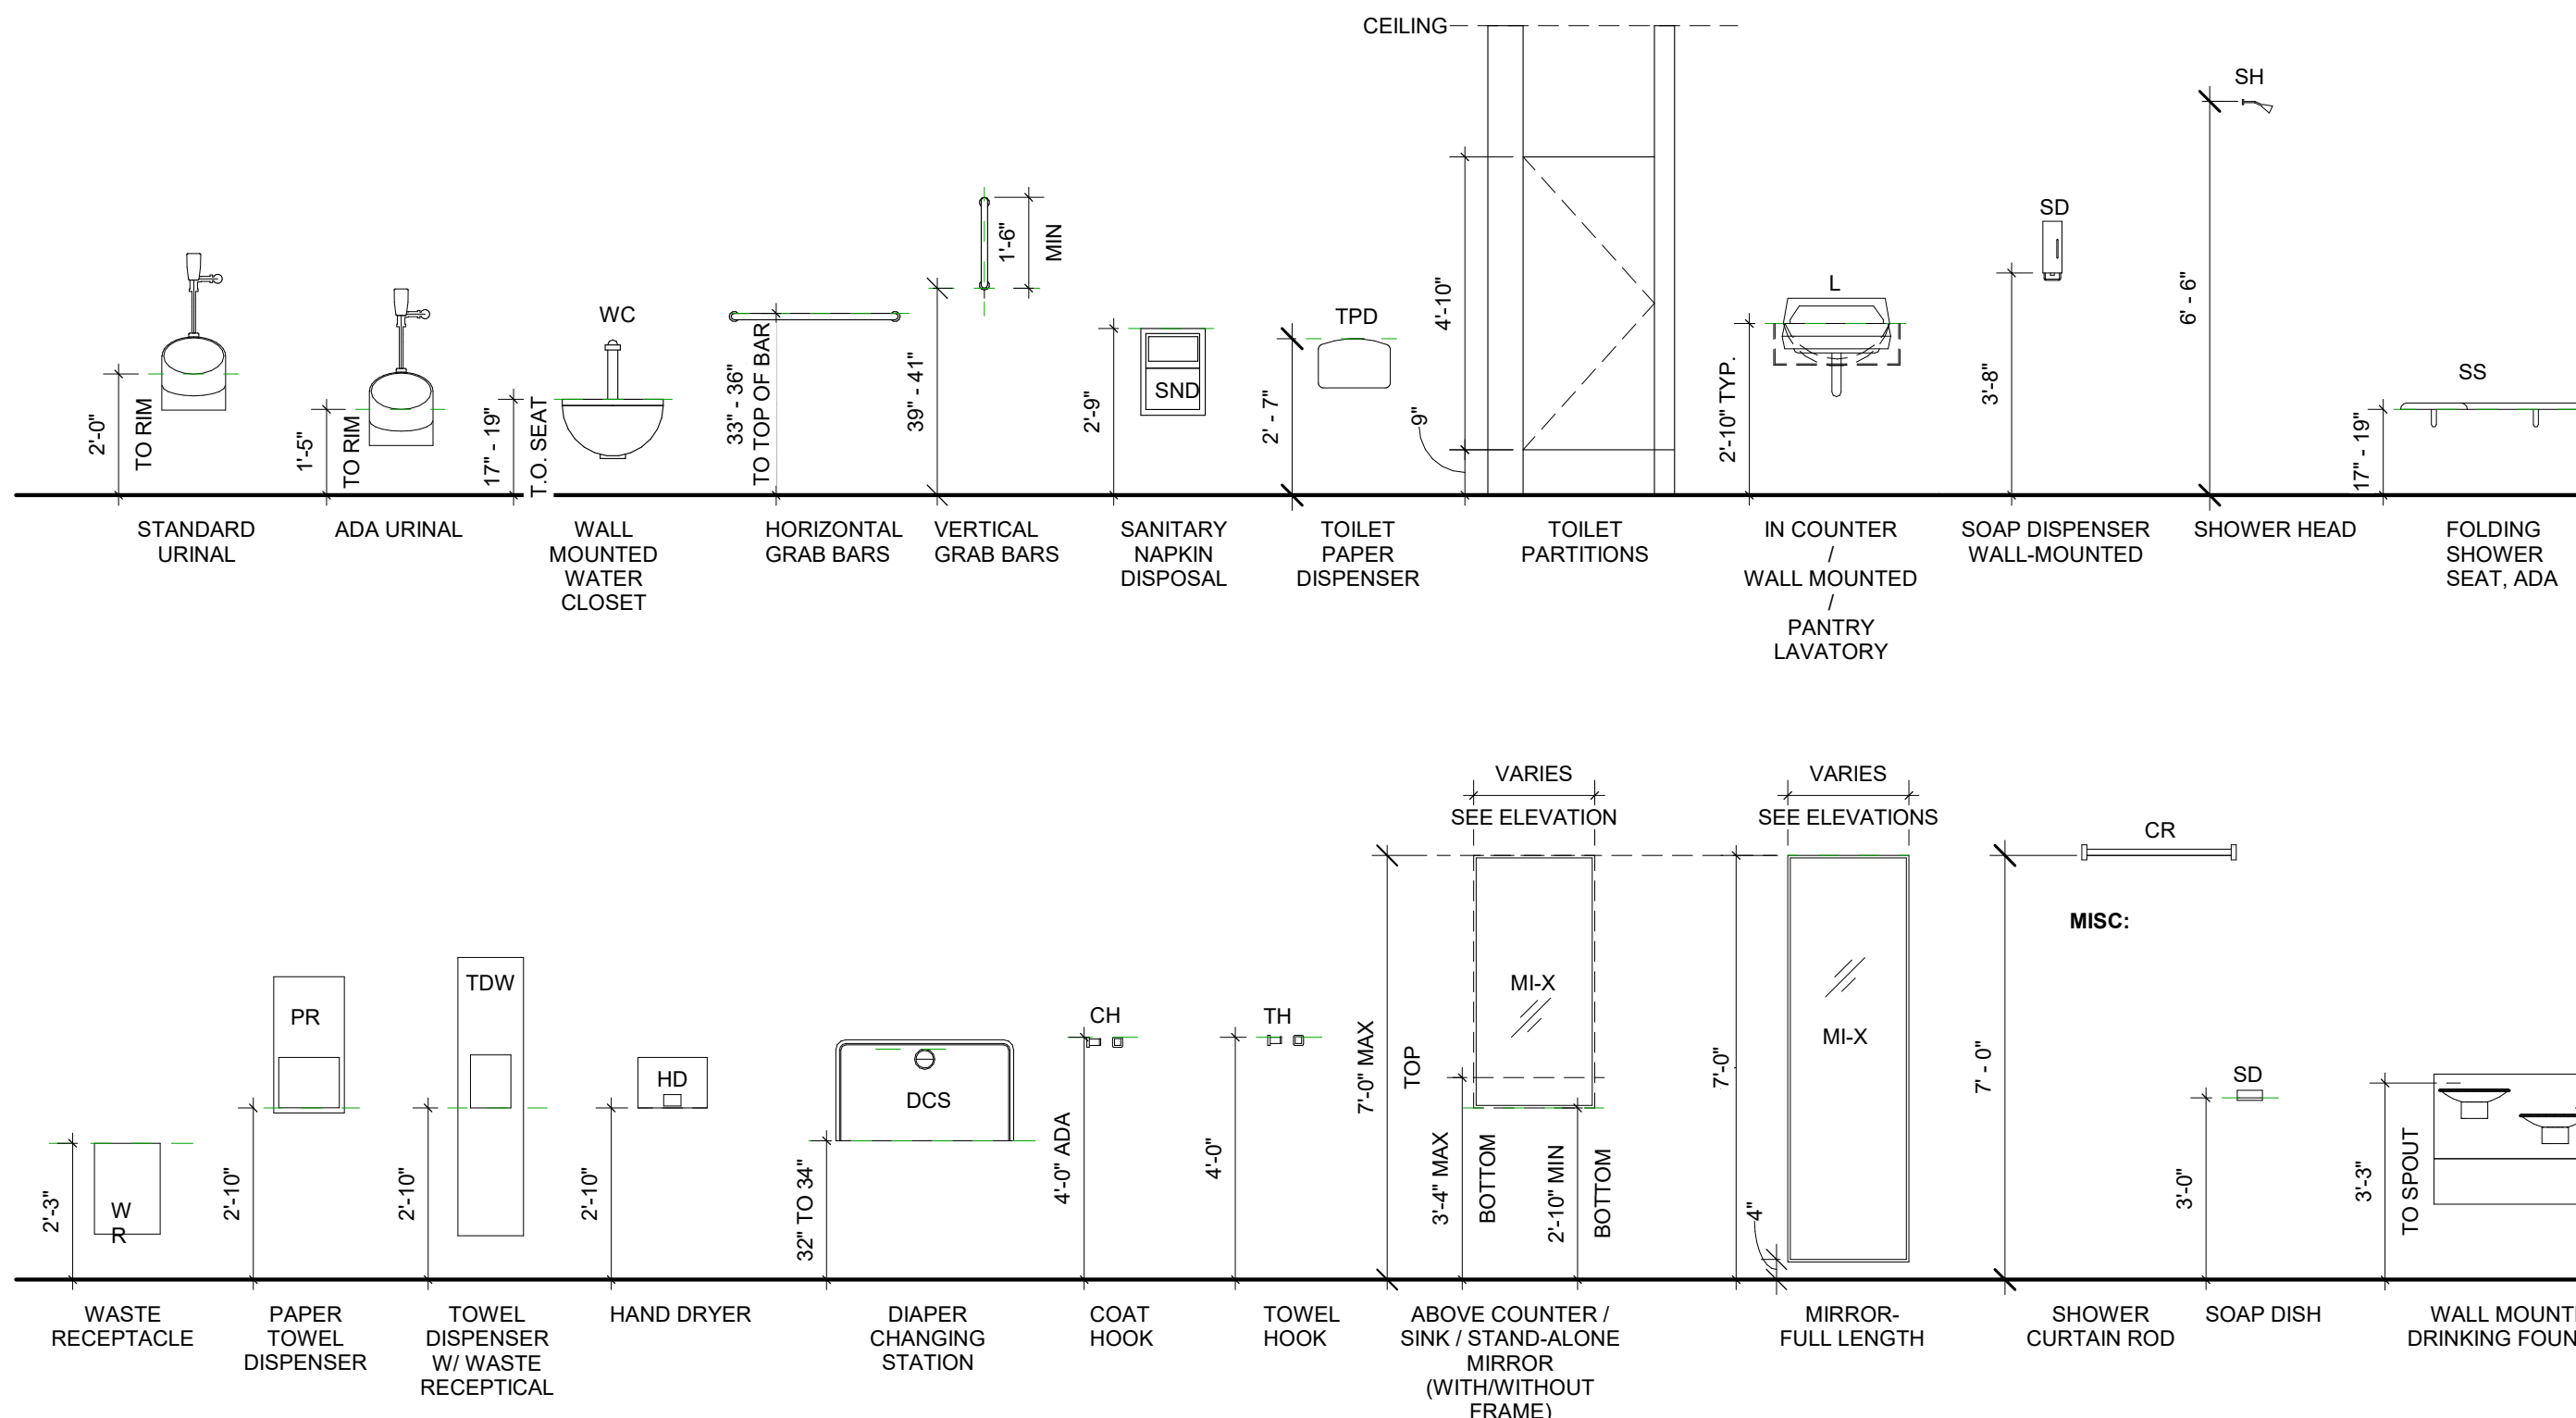 CEILING
SH
SD
WC
1'-6"
MIN
TPD
L
SS
SND
2'-0"
TO RIM
1'-5"
TO RIM
17" - 19"
T.O. SEAT
33" - 36"
TO TOP OF BAR
39" - 41"
2'-9"
2' - 7"
9"
4'-10"
2'-10" TYP.
3'-8"
6' - 6"
17" - 19"
STANDARD
URINAL
ADA URINAL
WALL
MOUNTED
WATER
CLOSET
HORIZONTAL
GRAB BARS
VERTICAL
GRAB BARS
SANITARY
NAPKIN
DISPOSAL
TOILET
PAPER
DISPENSER
TOILET
PARTITIONS
IN COUNTER
/
WALL MOUNTED
/
PANTRY
LAVATORY
SOAP DISPENSER
WALL-MOUNTED
SHOWER HEAD
FOLDING
SHOWER
SEAT, ADA
VARIES
SEE ELEVATION
VARIES
SEE ELEVATIONS
CR
MISC:
PR
TDW
HD
DCS
CH
TH
MI-X
MI-X
SD
W
R
2'-3"
2'-10"
2'-10"
2'-10"
32" TO 34"
4'-0" ADA
4'-0"
7'-0" MAX
TOP
3'-4" MAX
BOTTOM
2'-10" MIN
BOTTOM
7'-0"
4"
7' - 0"
3'-0"
3'-3"
TO SPOUT
WASTE
RECEPTACLE
PAPER
TOWEL
DISPENSER
TOWEL
DISPENSER
W/ WASTE
RECEPTICAL
HAND DRYER
DIAPER
CHANGING
STATION
COAT
HOOK
TOWEL
HOOK
ABOVE COUNTER /
SINK / STAND-ALONE
MIRROR
(WITH/WITHOUT
FRAME)
MIRROR-
FULL LENGTH
SHOWER
CURTAIN ROD
SOAP DISH
WALL MOUNT
DRINKING FOUN